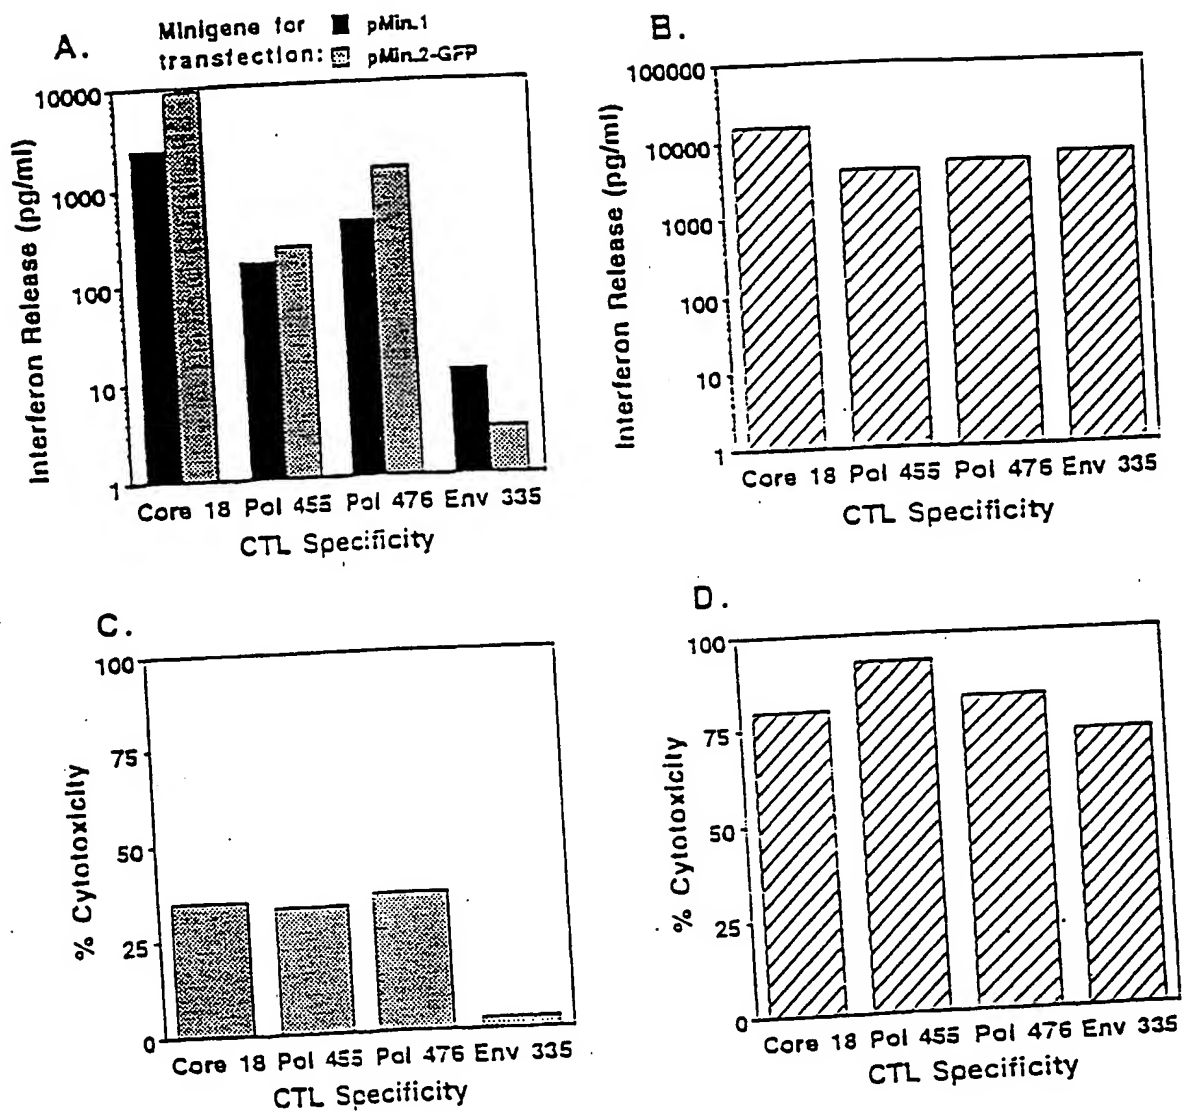 A.
Minigene for
transfection:
pMin.1
pMin.2-GFP
Interferon Release (pg/ml)
10000
1000
100
10
1
Core 18 Pol 455 Pol 476 Env 335
CTL Specificity
B.
Interferon Release (pg/ml)
100000
10000
1000
100
10
1
Core 18 Pol 455 Pol 476 Env 335
CTL Specificity
C.
% Cytotoxicity
100
75
50
25
0
Core 18 Pol 455 Pol 476 Env 335
CTL Specificity
D.
% Cytotoxicity
100
75
50
25
0
Core 18 Pol 455 Pol 476 Env 335
CTL Specificity